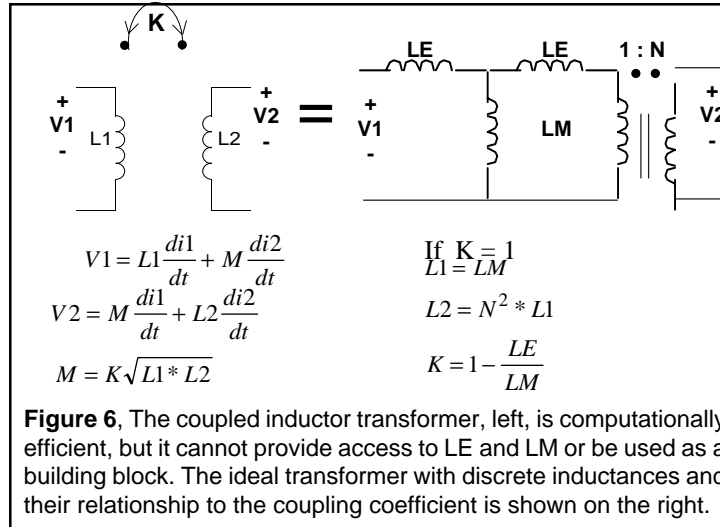 K
LE LE 1 : N
+ + + +
V1 L1 L2 V2 = V1 LM V2
- - - -
V1 = L1 di1/dt + M di2/dt
V2 = M di1/dt + L2 di2/dt
M = K√L1* L2
If K = 1
L1 = LM
L2 = N² * L1
K = 1 − LE/LM
Figure 6, The coupled inductor transformer, left, is computationally
efficient, but it cannot provide access to LE and LM or be used as a
building block. The ideal transformer with discrete inductances and
their relationship to the coupling coefficient is shown on the right.